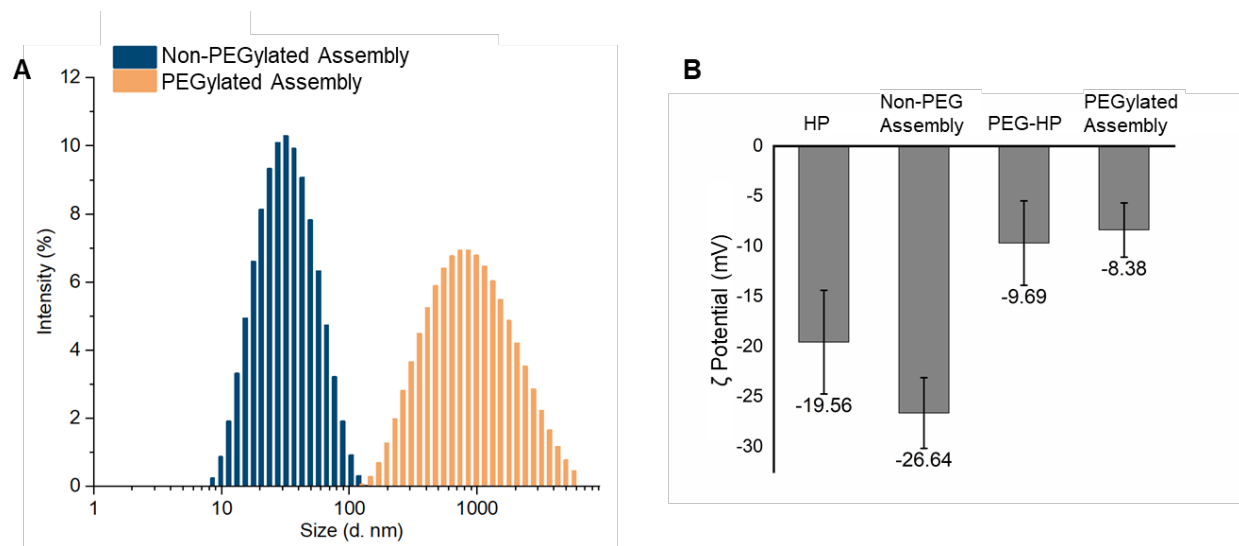 A
Non-PEGylated Assembly
PEGylated Assembly
12
10
8
6
4
2
0
Intensity (%)
1
10
100
1000
Size (d. nm)
B
HP
Non-PEG
Assembly
PEG-HP
PEGylated
Assembly
0
-5
-10
-15
-20
-25
-30
ζ Potential (mV)
-19.56
-26.64
-9.69
-8.38